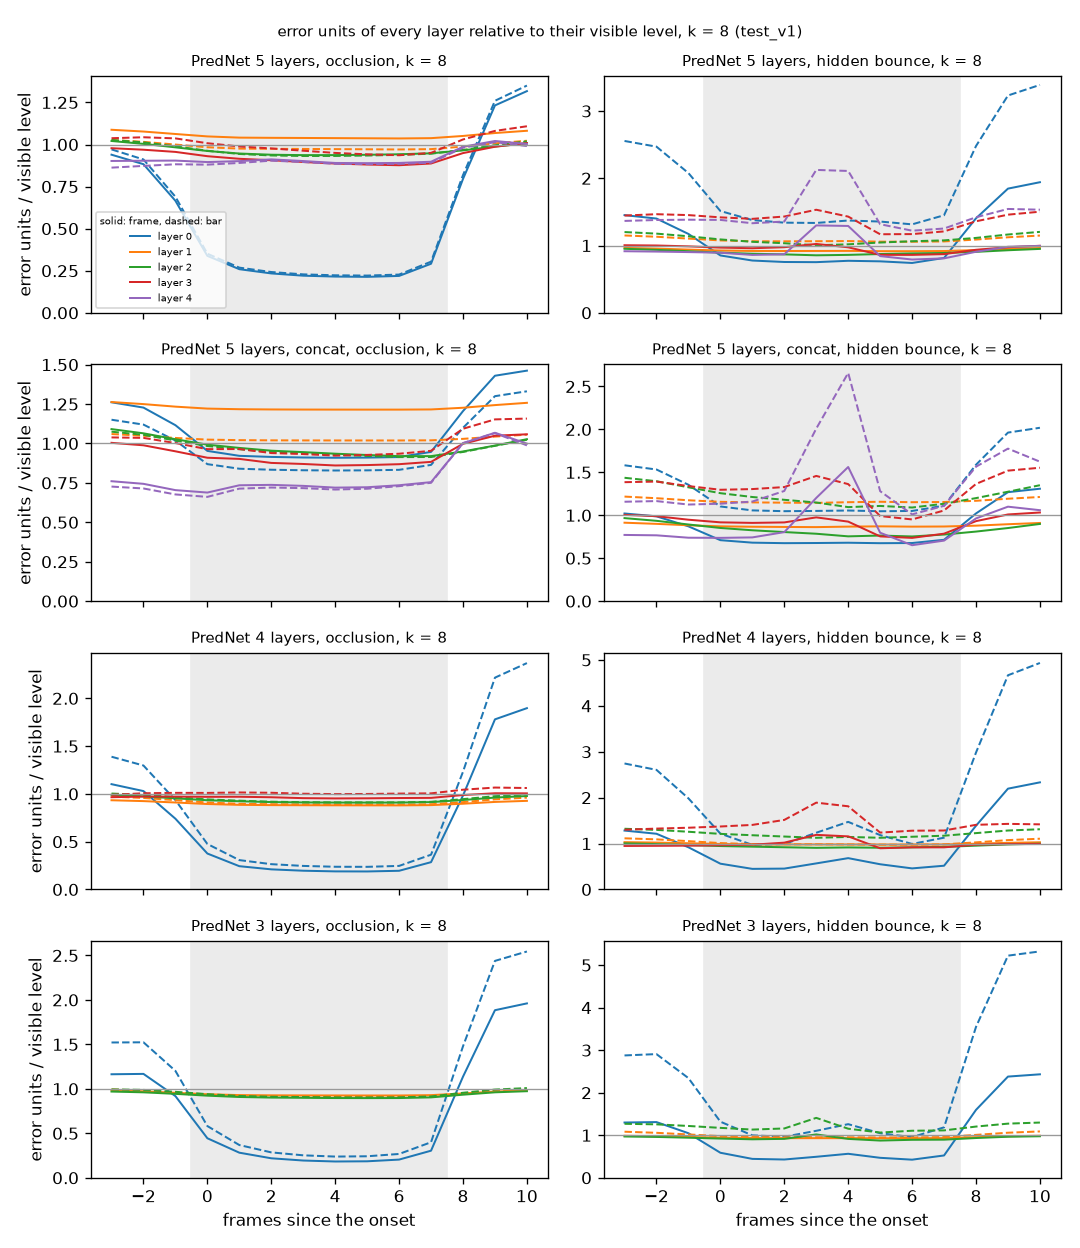 error units of every layer relative to their visible level, k = 8 (test_v1)
PredNet 5 layers, occlusion, k = 8
PredNet 5 layers, hidden bounce, k = 8
error units / visible level
1.25
1.00
0.75
0.50
0.25
0.00
solid: frame, dashed: bar
layer 0
layer 1
layer 2
layer 3
layer 4
3
2
1
0
PredNet 5 layers, concat, occlusion, k = 8
PredNet 5 layers, concat, hidden bounce, k = 8
error units / visible level
1.50
1.25
1.00
0.75
0.50
0.25
0.00
2.5
2.0
1.5
1.0
0.5
0.0
PredNet 4 layers, occlusion, k = 8
PredNet 4 layers, hidden bounce, k = 8
error units / visible level
2.0
1.5
1.0
0.5
0.0
5
4
3
2
1
0
PredNet 3 layers, occlusion, k = 8
PredNet 3 layers, hidden bounce, k = 8
error units / visible level
2.5
2.0
1.5
1.0
0.5
0.0
5
4
3
2
1
0
−2 0 2 4 6 8 10
−2 0 2 4 6 8 10
frames since the onset
frames since the onset